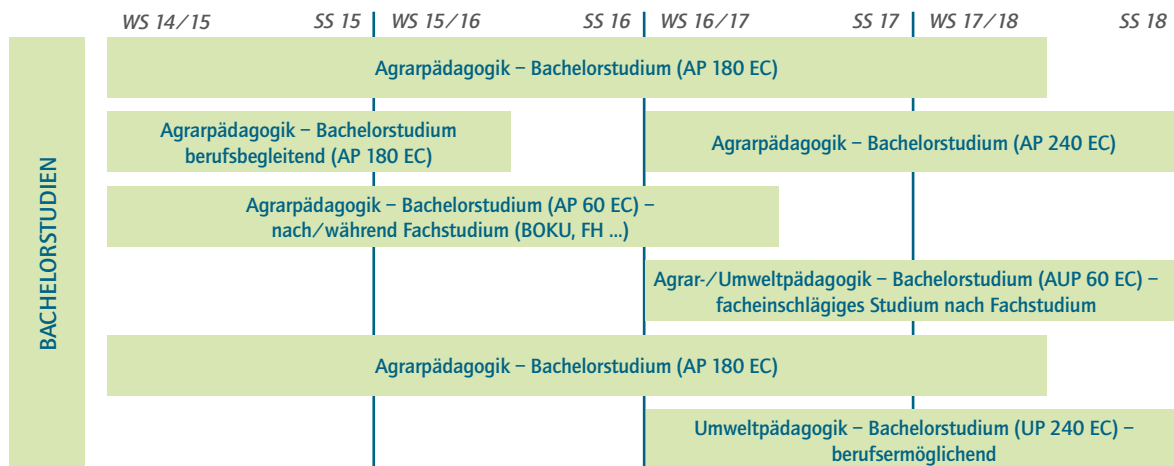 WS 14/15 SS 15 WS 15/16 SS 16 WS 16/17 SS 17 WS 17/18 SS 18
BACHELORSTUDIEN
Agrarpädagogik – Bachelorstudium (AP 180 EC)
Agrarpädagogik – Bachelorstudium
berufsbegleitend (AP 180 EC)
Agrarpädagogik – Bachelorstudium (AP 240 EC)
Agrarpädagogik – Bachelorstudium (AP 60 EC) –
nach/während Fachstudium (BOKU, FH ...)
Agrar-/Umweltpädagogik – Bachelorstudium (AUP 60 EC) –
facheinschlägiges Studium nach Fachstudium
Agrarpädagogik – Bachelorstudium (AP 180 EC)
Umweltpädagogik – Bachelorstudium (UP 240 EC) –
berufsermöglichend